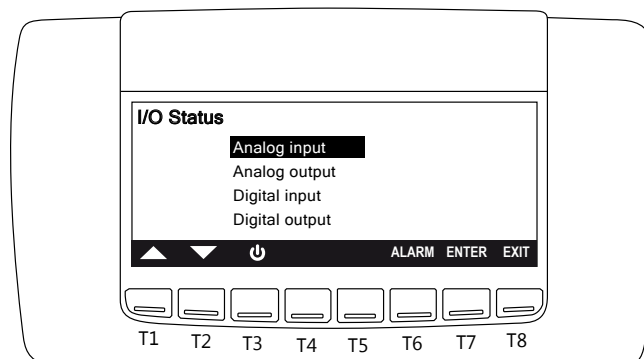 I/O Status
Analog input
Analog output
Digital input
Digital output
ALARM ENTER EXIT
T1 T2 T3 T4 T5 T6 T7 T8